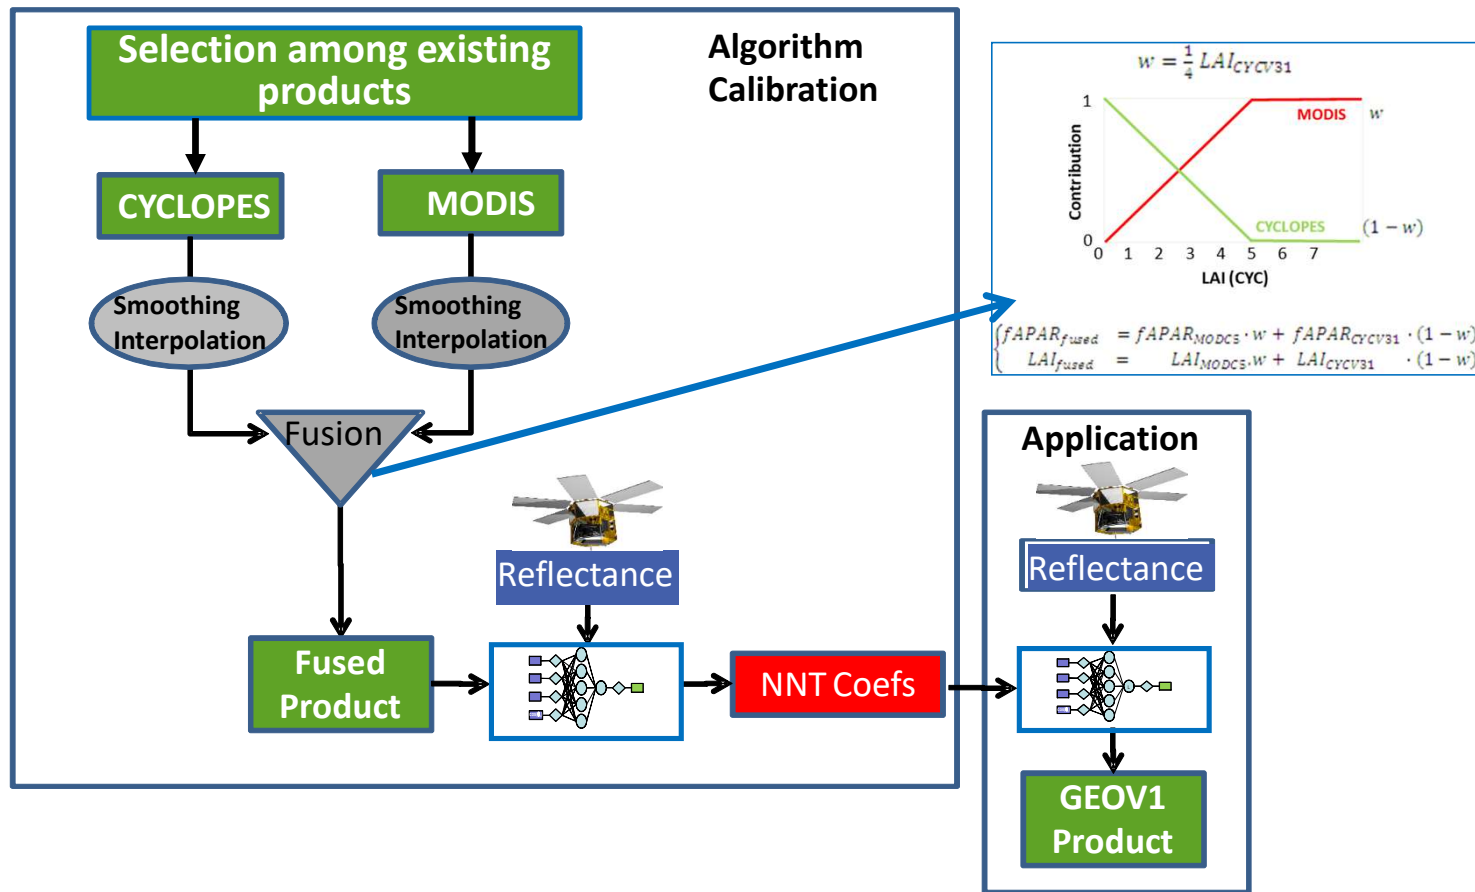 Selection among existing
products
Algorithm
Calibration
CYCLOPES
MODIS
Smoothing
Interpolation
Smoothing
Interpolation
Fusion
Reflectance
Fused
Product
NNT Coefs
w = 1/4 LAI_CYCV31
Contribution
1
0
MODIS
w
CYCLOPES
(1 − w)
0 1 2 3 4 5 6 7
LAI (CYC)
{fAPAR_fused = fAPAR_MODC5 · w + fAPAR_CYCV31 · (1 − w)
LAI_fused = LAI_MODC5 . w + LAI_CYCV31 · (1 − w)
Application
Reflectance
GEOV1
Product